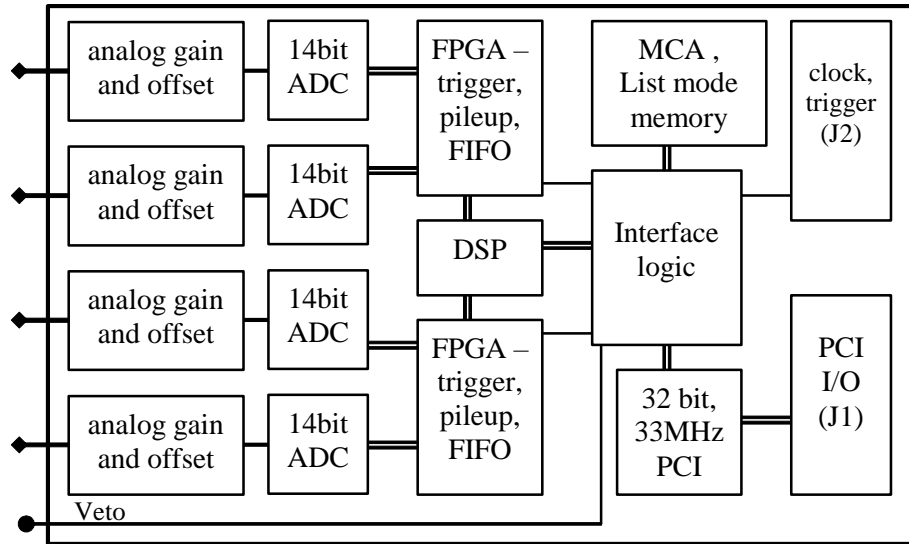 analog gain
and offset
14bit
ADC
FPGA –
trigger,
pileup,
FIFO
MCA ,
List mode
memory
clock,
trigger
(J2)
analog gain
and offset
14bit
ADC
DSP
Interface
logic
analog gain
and offset
14bit
ADC
FPGA –
trigger,
pileup,
FIFO
32 bit,
33MHz
PCI
PCI
I/O
(J1)
analog gain
and offset
14bit
ADC
Veto